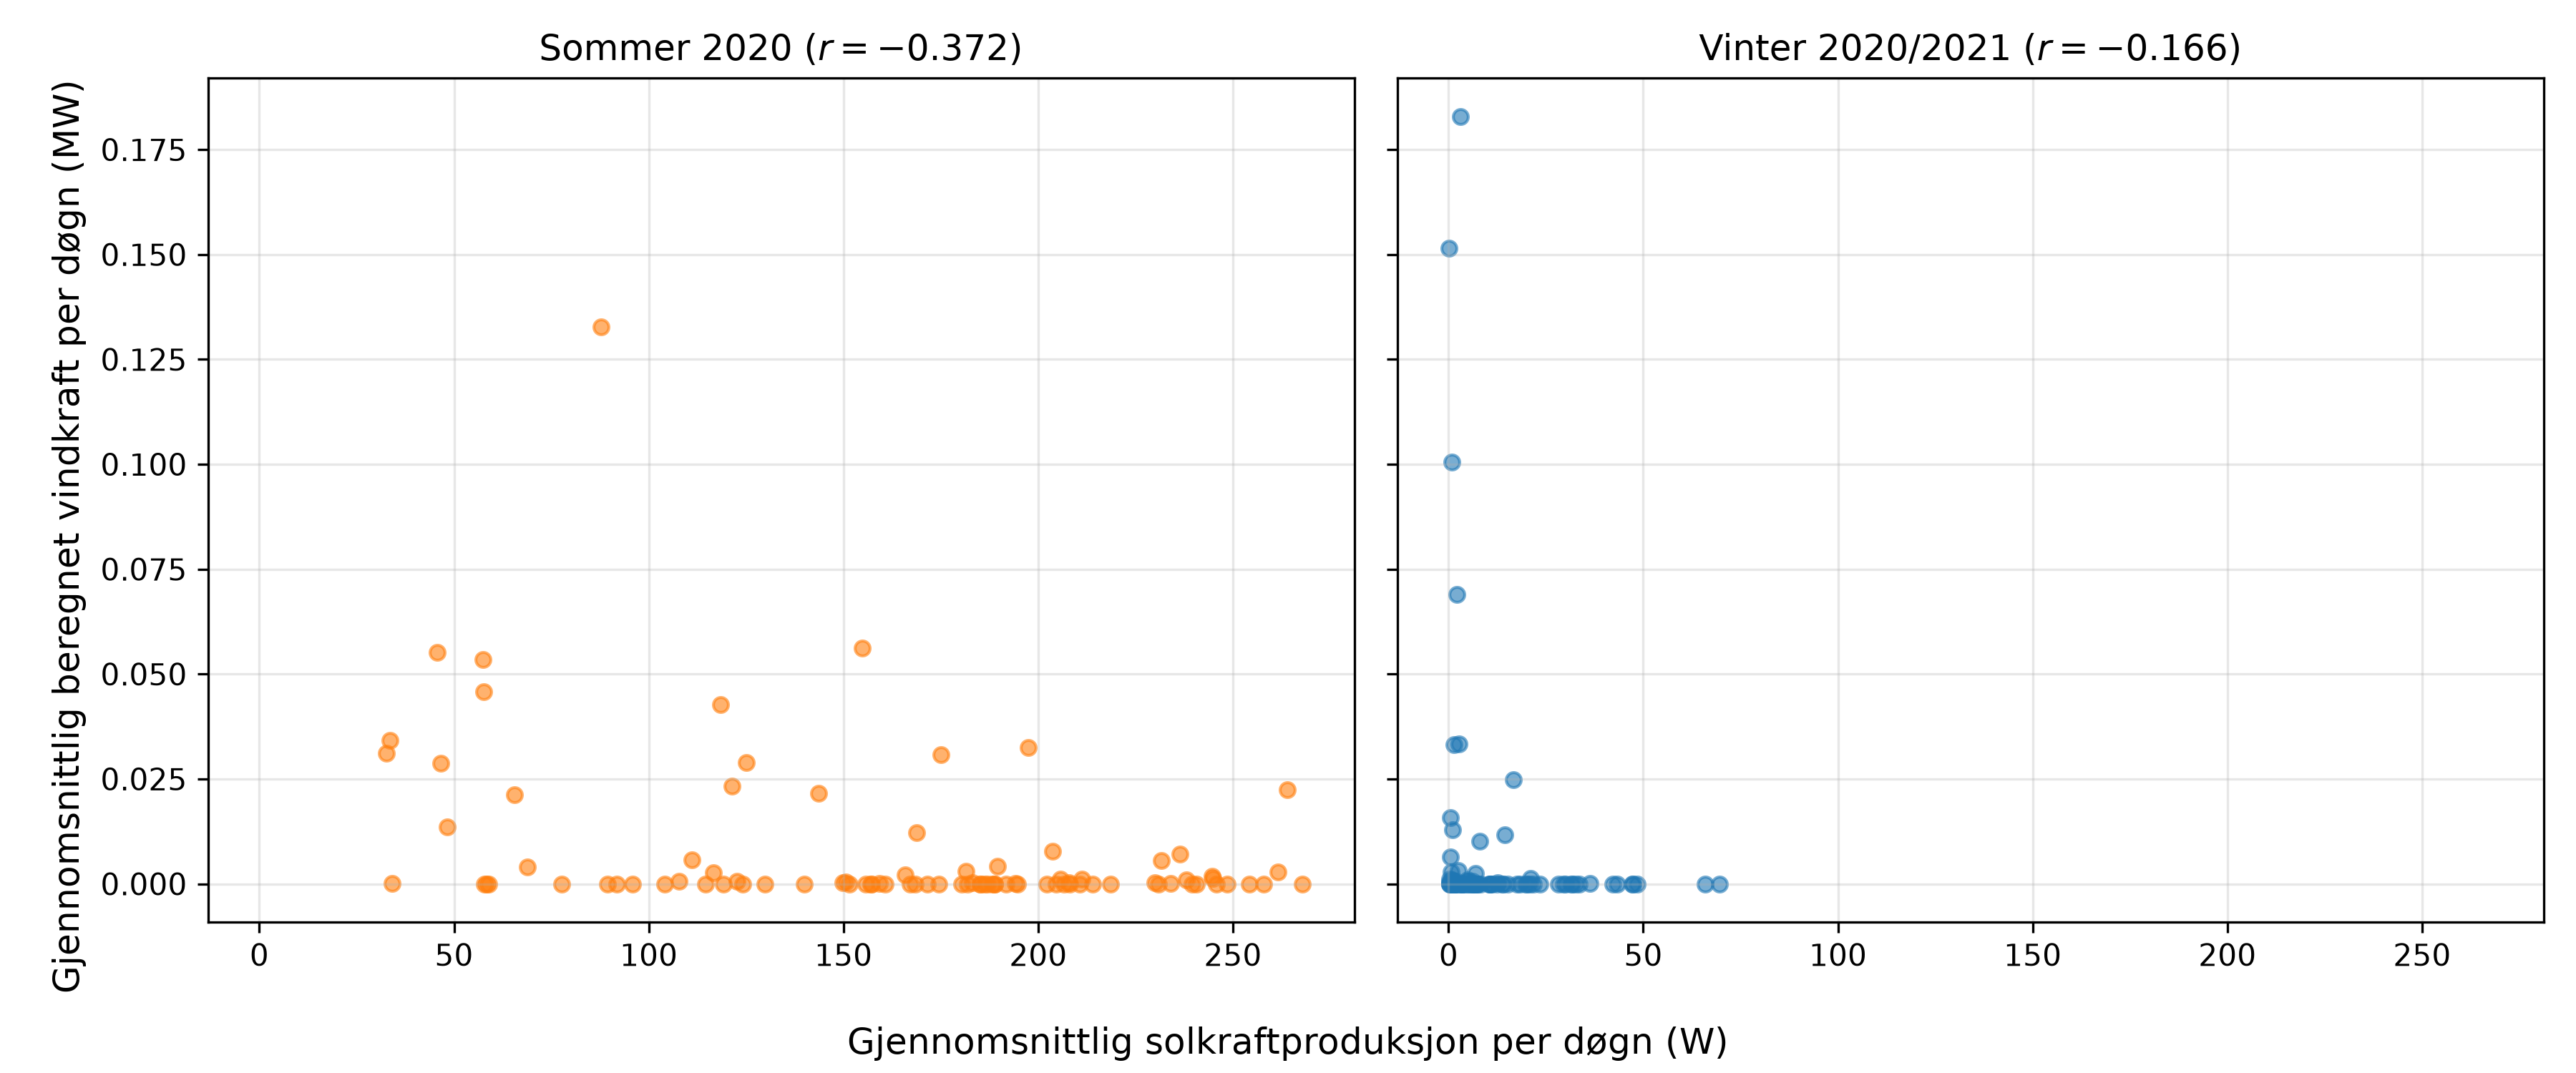 Sommer 2020 (r = −0.372)
Vinter 2020/2021 (r = −0.166)
Gjennomsnittlig beregnet vindkraft per døgn (MW)
0.175
0.150
0.125
0.100
0.075
0.050
0.025
0.000
0 50 100 150 200 250
0 50 100 150 200 250
Gjennomsnittlig solkraftproduksjon per døgn (W)